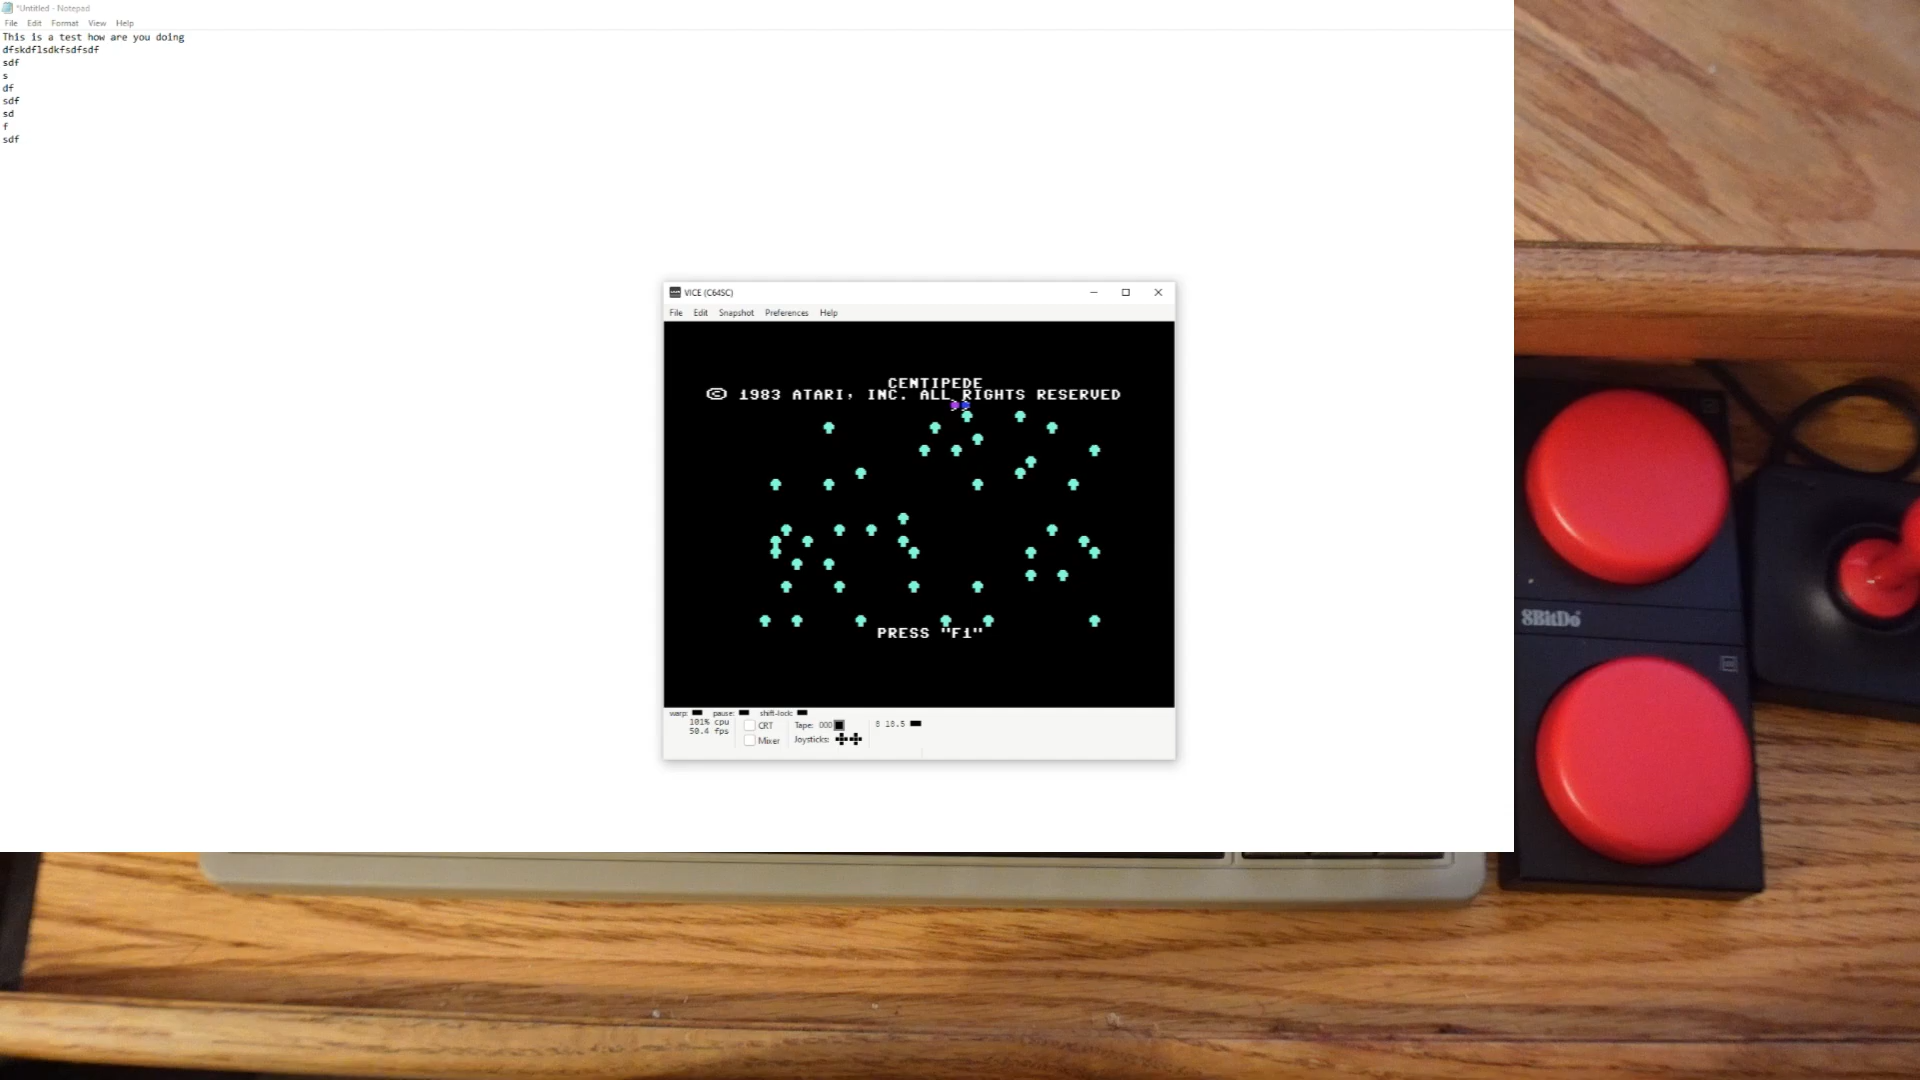 *Untitled - Notepad
File Edit Format View Help
This is a test how are you doing
dfskdflsdkfsdfsdf
sdf
s
df
sdf
sd
f
sdf
VICE (C64SC)
File Edit Snapshot Preferences Help
CENTIPEDE
© 1983 ATARI, INC. ALL RIGHTS RESERVED
PRESS "F1"
warp: pause: shift-lock:
101% cpu
50.4 fps
CRT
Mixer
Tape: 000
Joysticks:
8 18.5
8BitDo